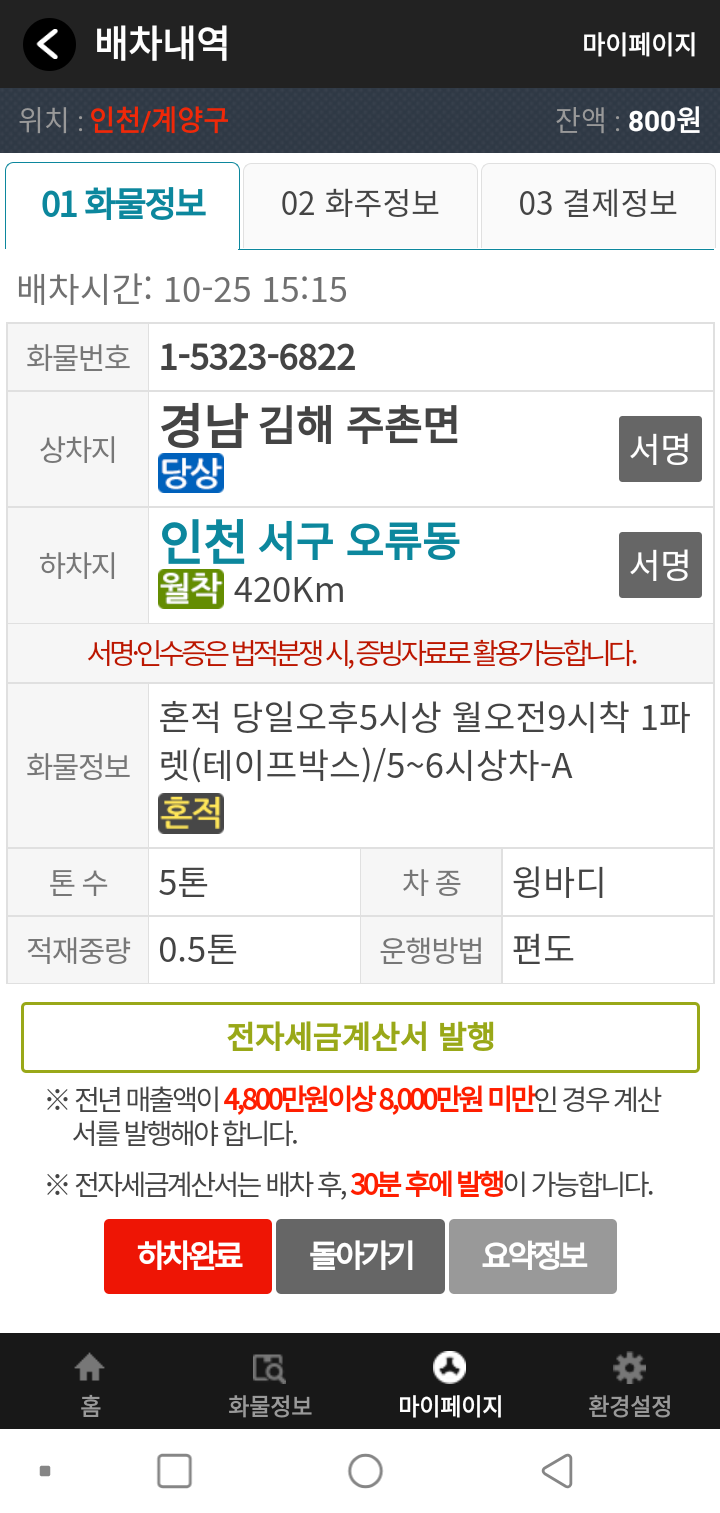 배차내역
마이페이지
위치 : 인천/계양구
잔액 : 800원
01 화물정보
02 화주정보
03 결제정보
배차시간: 10-25 15:15
화물번호
1-5323-6822
상차지
경남 김해 주촌면
당상
서명
하차지
인천 서구 오류동
월착 420Km
서명
서명·인수증은 법적분쟁 시, 증빙자료로 활용가능합니다.
화물정보
혼적 당일오후5시상 월오전9시착 1파
렛(테이프박스)/5~6시상차-A
혼적
톤 수
5톤
차 종
윙바디
적재중량
0.5톤
운행방법
편도
전자세금계산서 발행
※ 전년 매출액이 4,800만원이상 8,000만원 미만인 경우 계산
서를 발행해야 합니다.
※ 전자세금계산서는 배차 후, 30분 후에 발행이 가능합니다.
하차완료
돌아가기
요약정보
홈
화물정보
마이페이지
환경설정